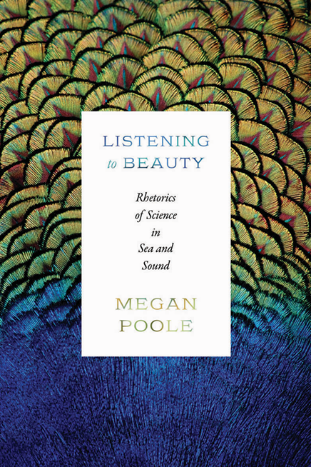 LISTENING
to BEAUTY
Rhetorics
of Science
in
Sea and
Sound
MEGAN
POOLE